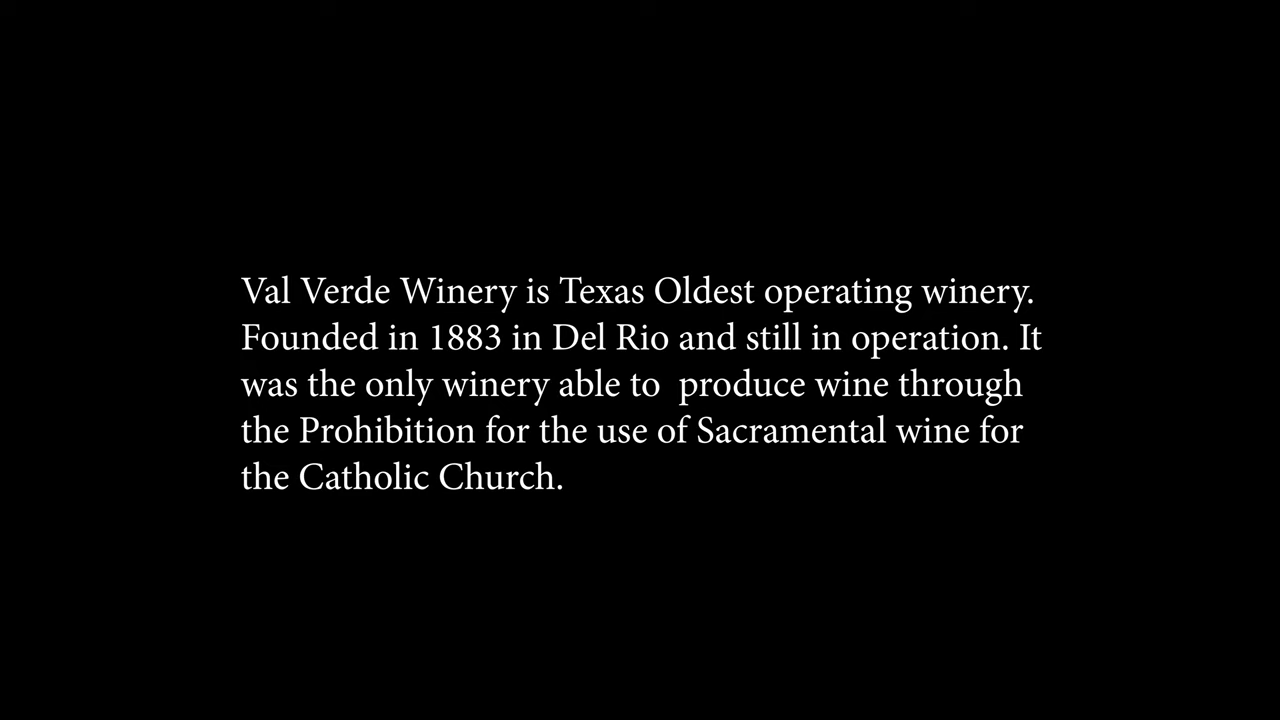 Val Verde Winery is Texas Oldest operating winery.
Founded in 1883 in Del Rio and still in operation. It
was the only winery able to  produce wine through
the Prohibition for the use of Sacramental wine for
the Catholic Church.